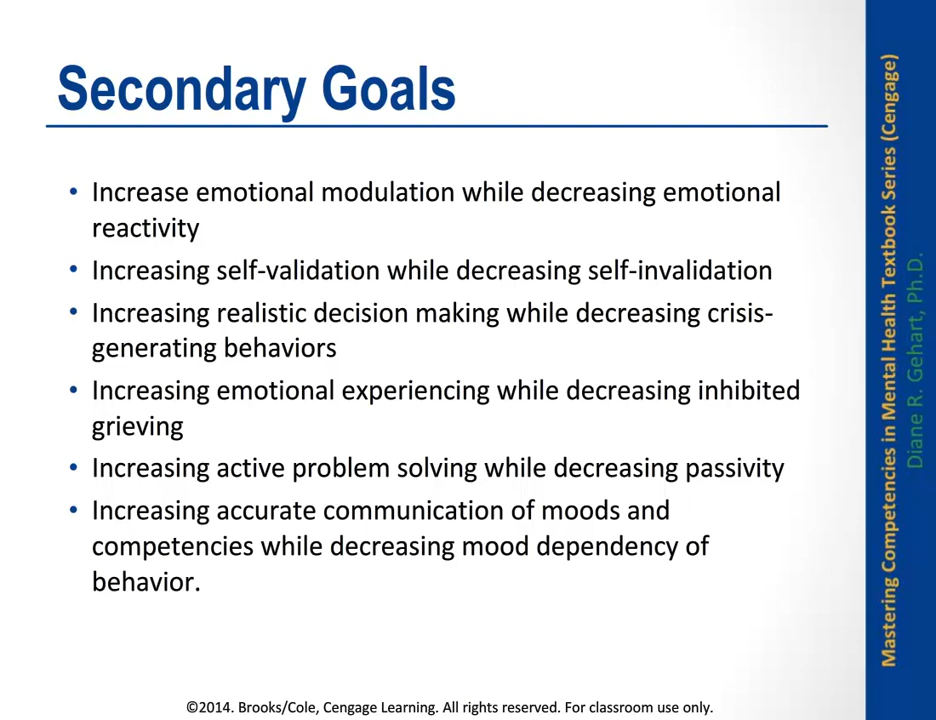 Secondary Goals
• Increase emotional modulation while decreasing emotional
reactivity
• Increasing self-validation while decreasing self-invalidation
• Increasing realistic decision making while decreasing crisis-
generating behaviors
• Increasing emotional experiencing while decreasing inhibited
grieving
• Increasing active problem solving while decreasing passivity
• Increasing accurate communication of moods and
competencies while decreasing mood dependency of
behavior.
©2014. Brooks/Cole, Cengage Learning. All rights reserved. For classroom use only.
Mastering Competencies in Mental Health Textbook Series (Cengage)
Diane R. Gehart, Ph.D.